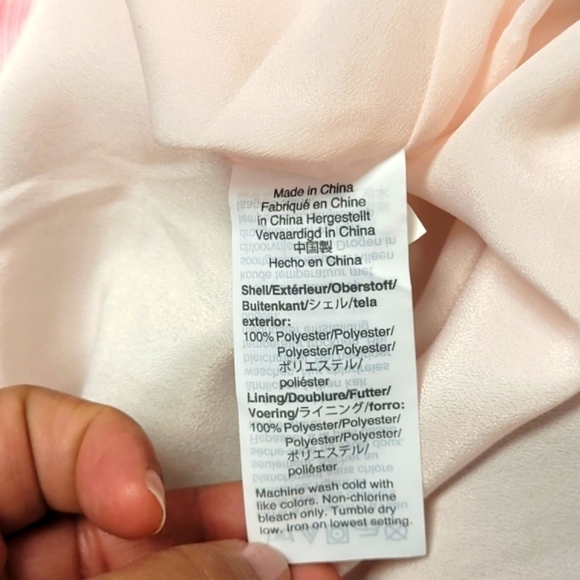 Made in China
Fabriqué en Chine
in China Hergestellt
Vervaardigd in China
中国製
Hecho en China
Shell/Extérieur/Oberstoff/
Buitenkant/シェル/tela
exterior:
100% Polyester/Polyester/
Polyester/Polyester/
ポリエステル/
poliéster
Lining/Doublure/Futter/
Voering/ライニング/forro:
100% Polyester/Polyester/
Polyester/Polyester/
ポリエステル/
poliéster
Machine wash cold with
like colors. Non-chlorine
bleach only. Tumble dry
low. Iron on lowest setting.